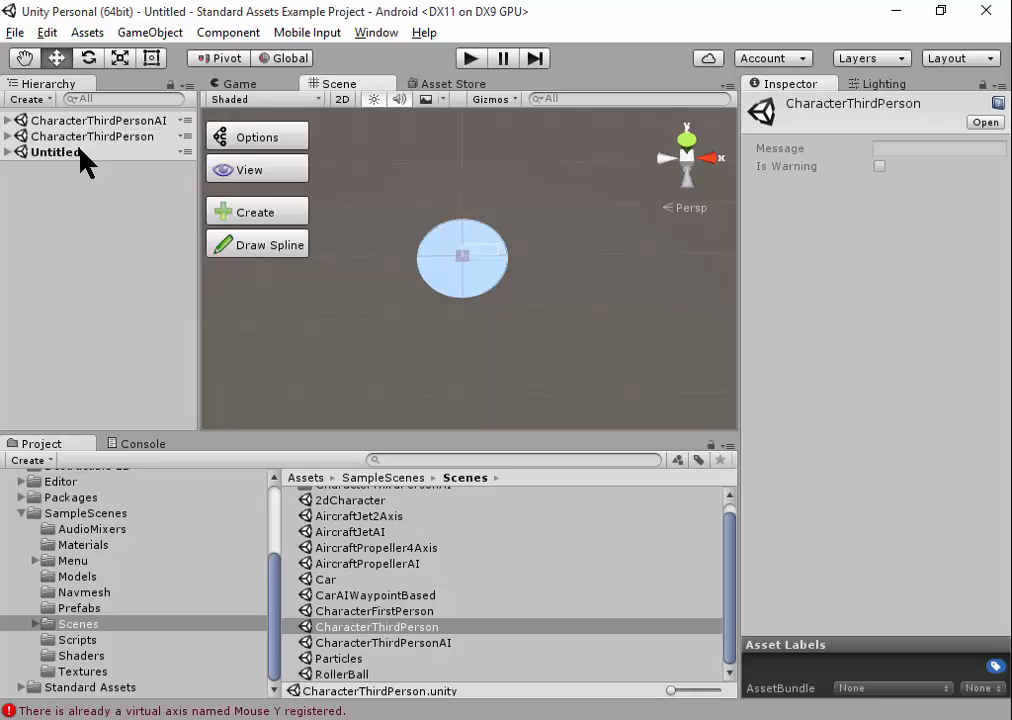 Unity Personal (64bit) - Untitled - Standard Assets Example Project - Android <DX11 on DX9 GPU>
File Edit Assets GameObject Component Mobile Input Window Help
Pivot Global Account Layers Layout
Hierarchy Game Scene Asset Store Inspector Lighting
Create All Shaded 2D Gizmos All
CharacterThirdPersonAI
CharacterThirdPerson
Untitled
Options
View
Create
Draw Spline
y
x
Persp
CharacterThirdPerson
Open
Message
Is Warning
Project Console
Create
Editor
Packages
SampleScenes
AudioMixers
Materials
Menu
Models
Navmesh
Prefabs
Scenes
Scripts
Shaders
Textures
Standard Assets
Assets SampleScenes Scenes
CharacterThirdPersonAI
2dCharacter
AircraftJet2Axis
AircraftJetAI
AircraftPropeller4Axis
AircraftPropellerAI
Car
CarAIWaypointBased
CharacterFirstPerson
CharacterThirdPerson
CharacterThirdPersonAI
Particles
RollerBall
CharacterThirdPerson.unity
Asset Labels
AssetBundle None None
There is already a virtual axis named Mouse Y registered.